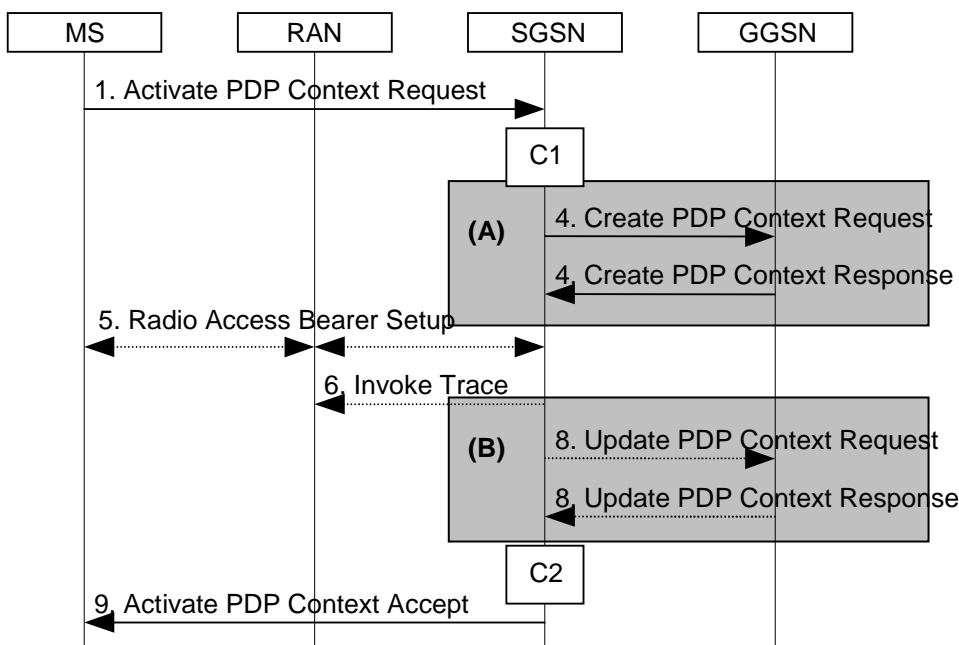 MS
RAN
SGSN
GGSN
1. Activate PDP Context Request
C1
(A)
4. Create PDP Context Request
4. Create PDP Context Response
5. Radio Access Bearer Setup
6. Invoke Trace
(B)
8. Update PDP Context Request
8. Update PDP Context Response
C2
9. Activate PDP Context Accept